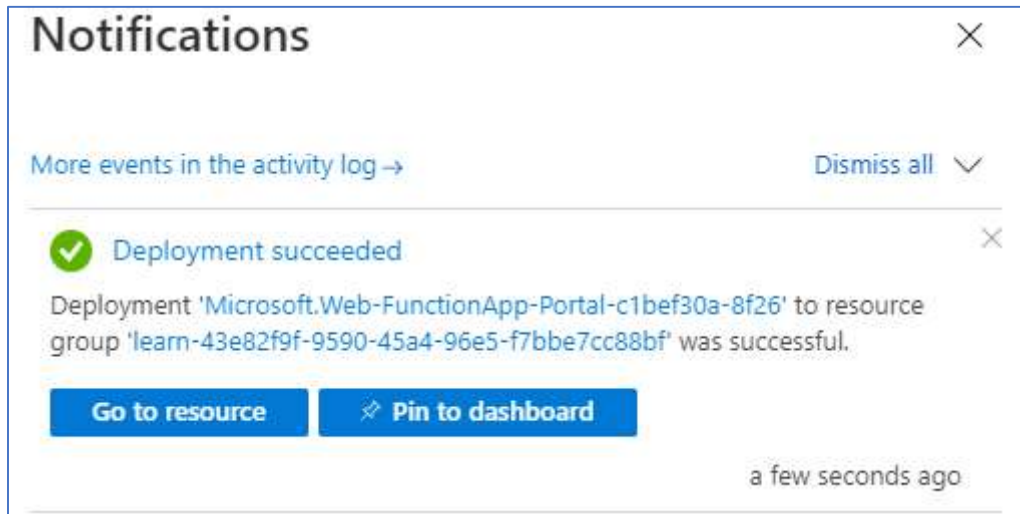 Notifications
More events in the activity log →
Dismiss all
Deployment succeeded
Deployment 'Microsoft.Web-FunctionApp-Portal-c1bef30a-8f26' to resource
group 'learn-43e82f9f-9590-45a4-96e5-f7bbe7cc88bf' was successful.
Go to resource
Pin to dashboard
a few seconds ago